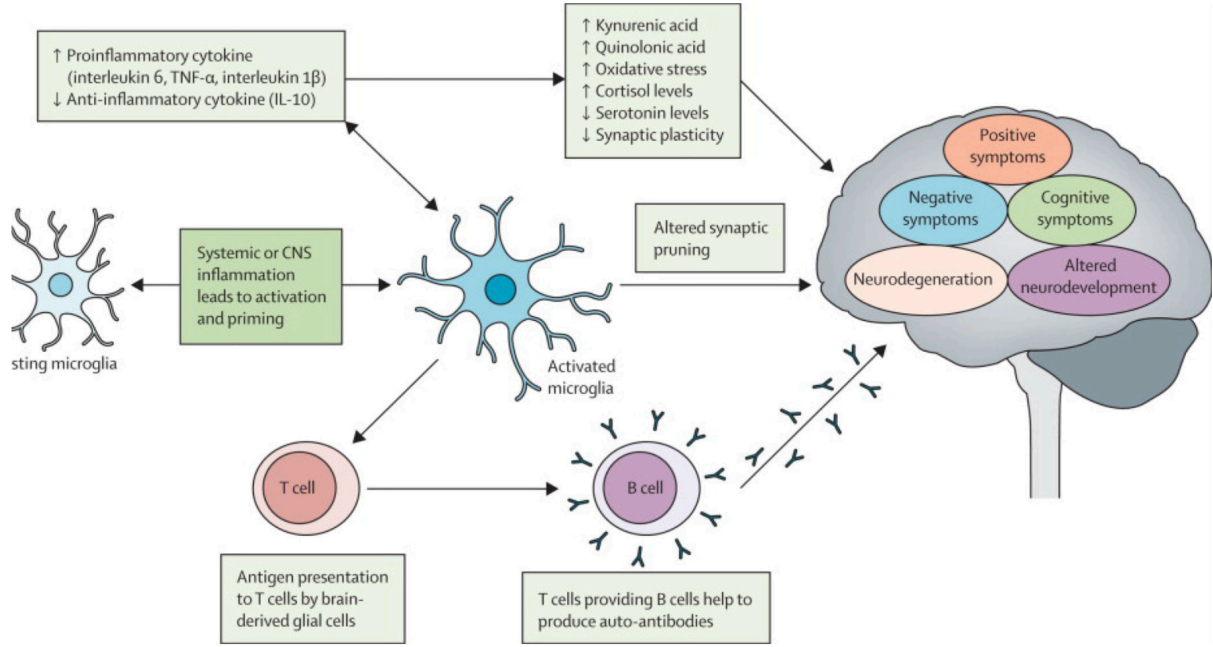 ↑ Proinflammatory cytokine
(interleukin 6, TNF-α, interleukin 1β)
↓ Anti-inflammatory cytokine (IL-10)
↑ Kynurenic acid
↑ Quinolonic acid
↑ Oxidative stress
↑ Cortisol levels
↓ Serotonin levels
↓ Synaptic plasticity
Positive
symptoms
Negative
symptoms
Cognitive
symptoms
Neurodegeneration
Altered
neurodevelopment
Altered synaptic
pruning
Systemic or CNS
inflammation
leads to activation
and priming
sting microglia
Activated
microglia
T cell
B cell
Antigen presentation
to T cells by brain-
derived glial cells
T cells providing B cells help to
produce auto-antibodies